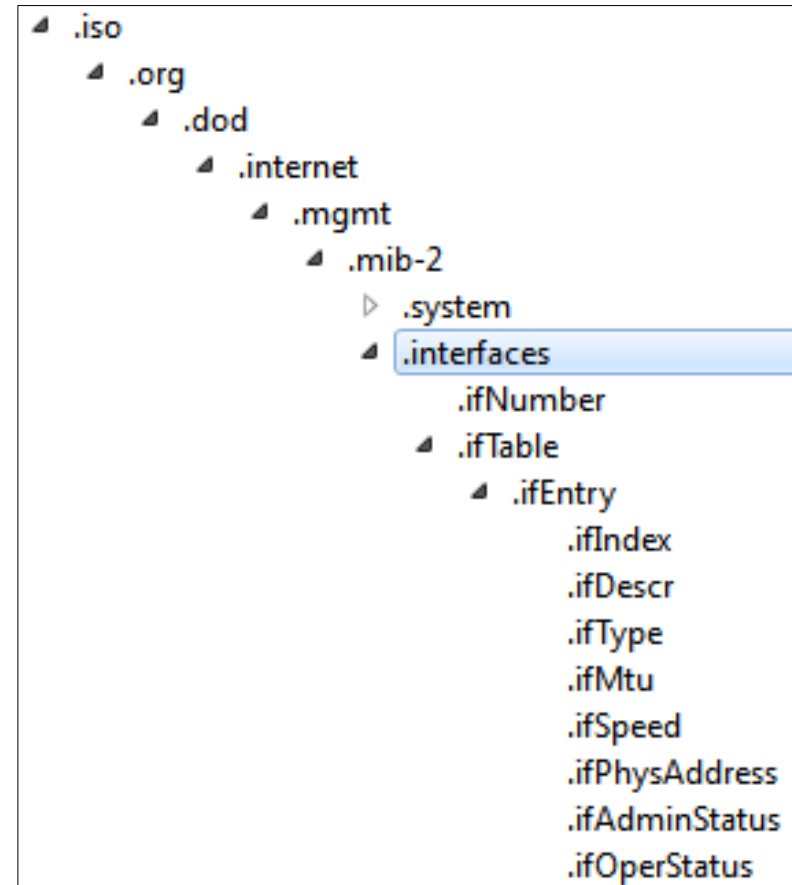 .iso
.org
.dod
.internet
.mgmt
.mib-2
.system
.interfaces
.ifNumber
.ifTable
.ifEntry
.ifIndex
.ifDescr
.ifType
.ifMtu
.ifSpeed
.ifPhysAddress
.ifAdminStatus
.ifOperStatus